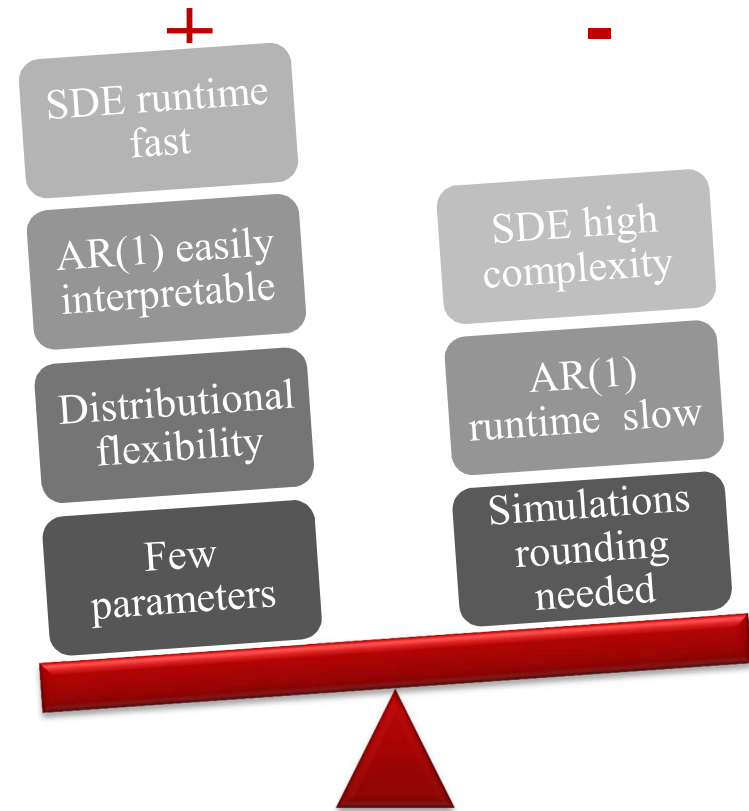 +
SDE runtime
fast
AR(1) easily
interpretable
Distributional
flexibility
Few
parameters
-
SDE high
complexity
AR(1)
runtime  slow
Simulations
rounding
needed